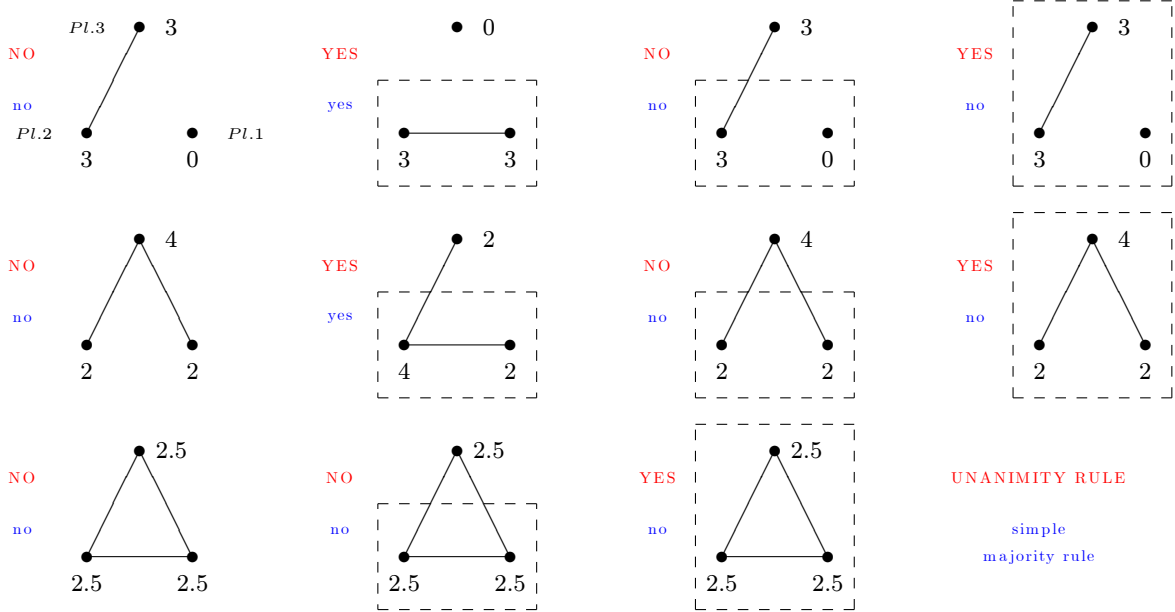 Pl.3 3 0 3 3
NO YES NO YES
no yes no no
Pl.2 Pl.1
3 0 3 3 3 0 3 0
4 2 4 4
NO YES NO YES
no yes no no
2 2 4 2 2 2 2 2
2.5 2.5 2.5
NO NO YES UNANIMITY RULE
no no no simple
majority rule
2.5 2.5 2.5 2.5 2.5 2.5